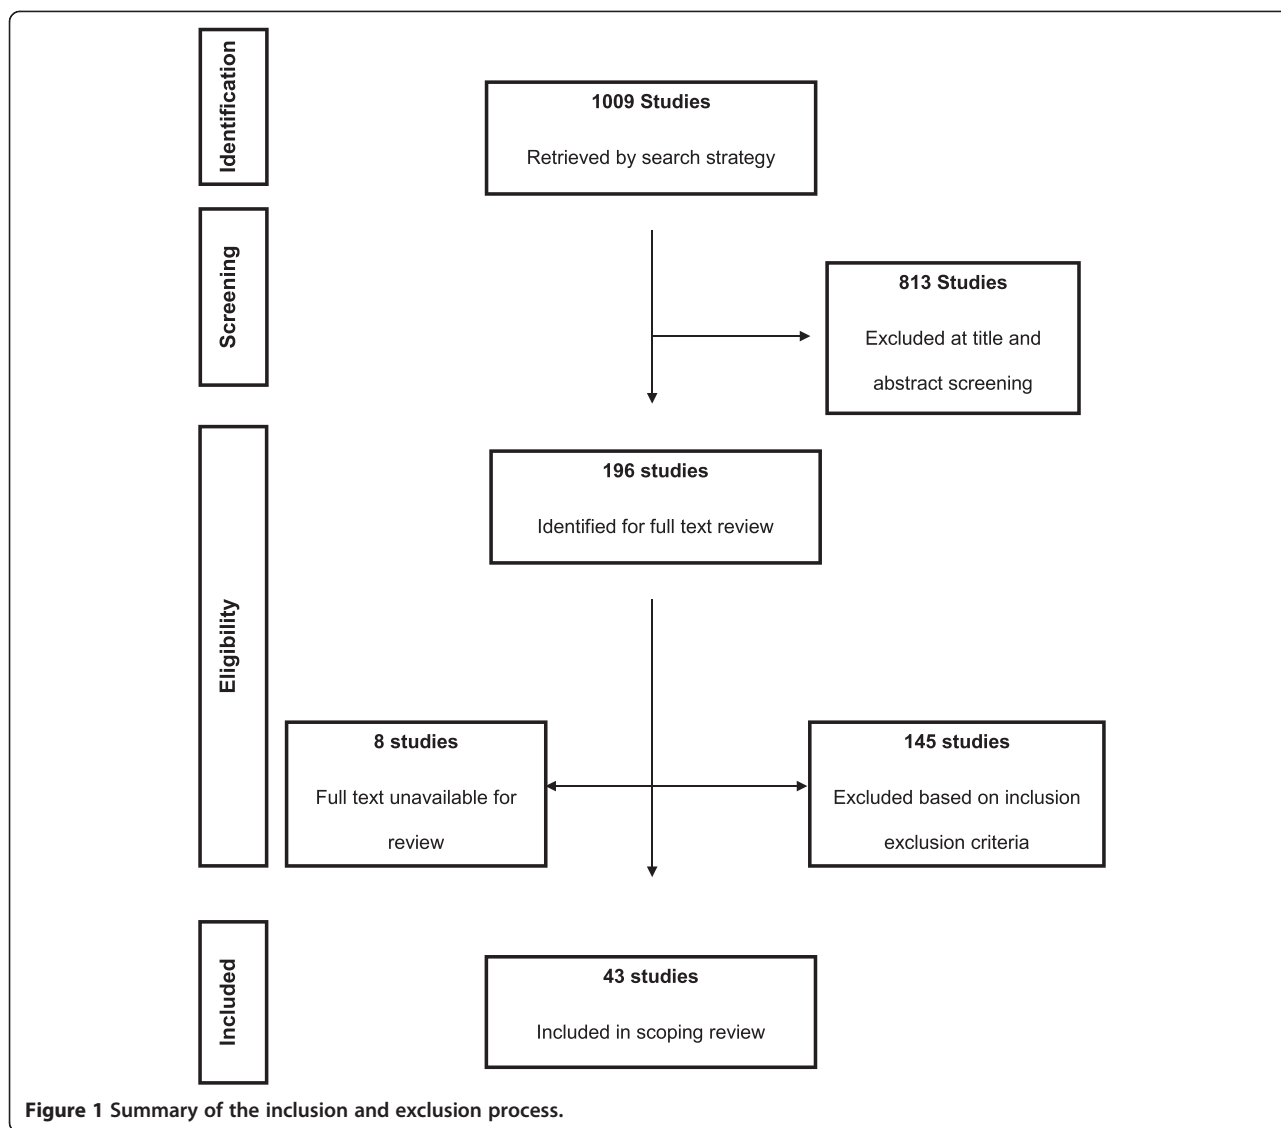 Identification
1009 Studies
Retrieved by search strategy
Screening
813 Studies
Excluded at title and
abstract screening
Eligibility
196 studies
Identified for full text review
8 studies
Full text unavailable for
review
145 studies
Excluded based on inclusion
exclusion criteria
Included
43 studies
Included in scoping review
Figure 1 Summary of the inclusion and exclusion process.